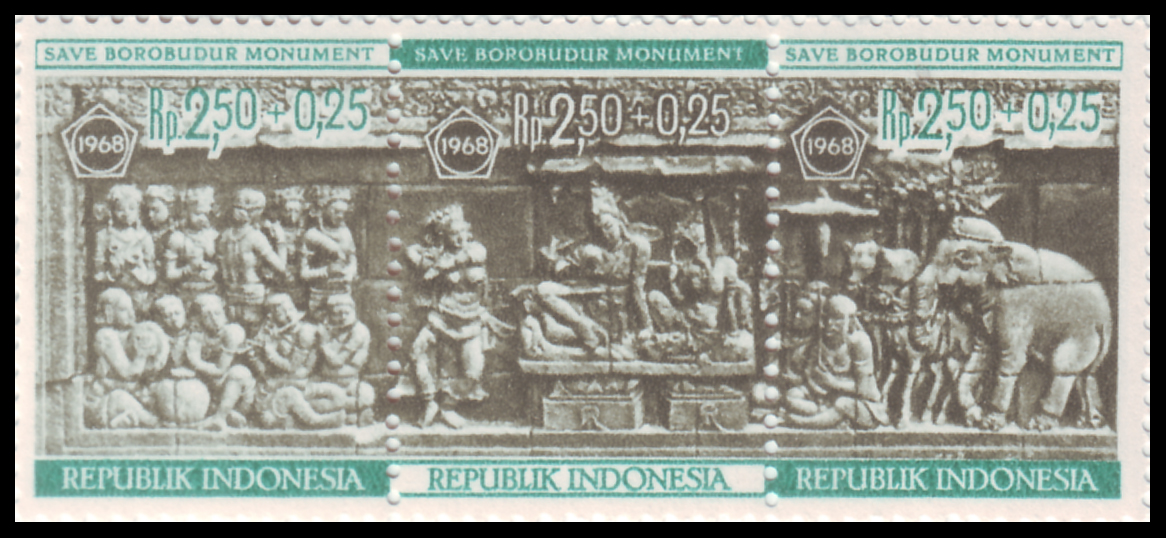 SAVE BOROBUDUR MONUMENT SAVE BOROBUDUR MONUMENT SAVE BOROBUDUR MONUMENT
1968 Rp. 2,50 + 0,25 1968 Rp. 2,50 + 0,25 1968 Rp. 2,50 + 0,25
REPUBLIK INDONESIA REPUBLIK INDONESIA REPUBLIK INDONESIA